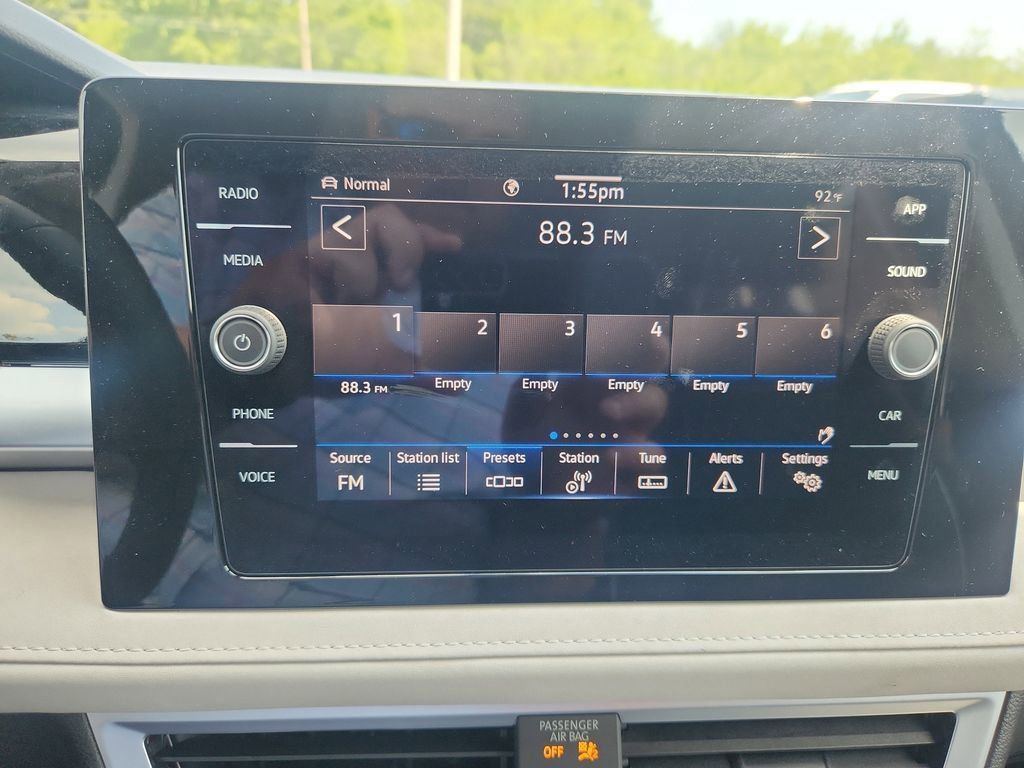 RADIO
MEDIA
PHONE
VOICE
Normal
1:55pm
92°F
88.3 FM
1
2
3
4
5
6
88.3 FM
Empty
Empty
Empty
Empty
Empty
Source
Station list
Presets
Station
Tune
Alerts
Settings
FM
APP
SOUND
CAR
MENU
PASSENGER
AIR BAG
OFF